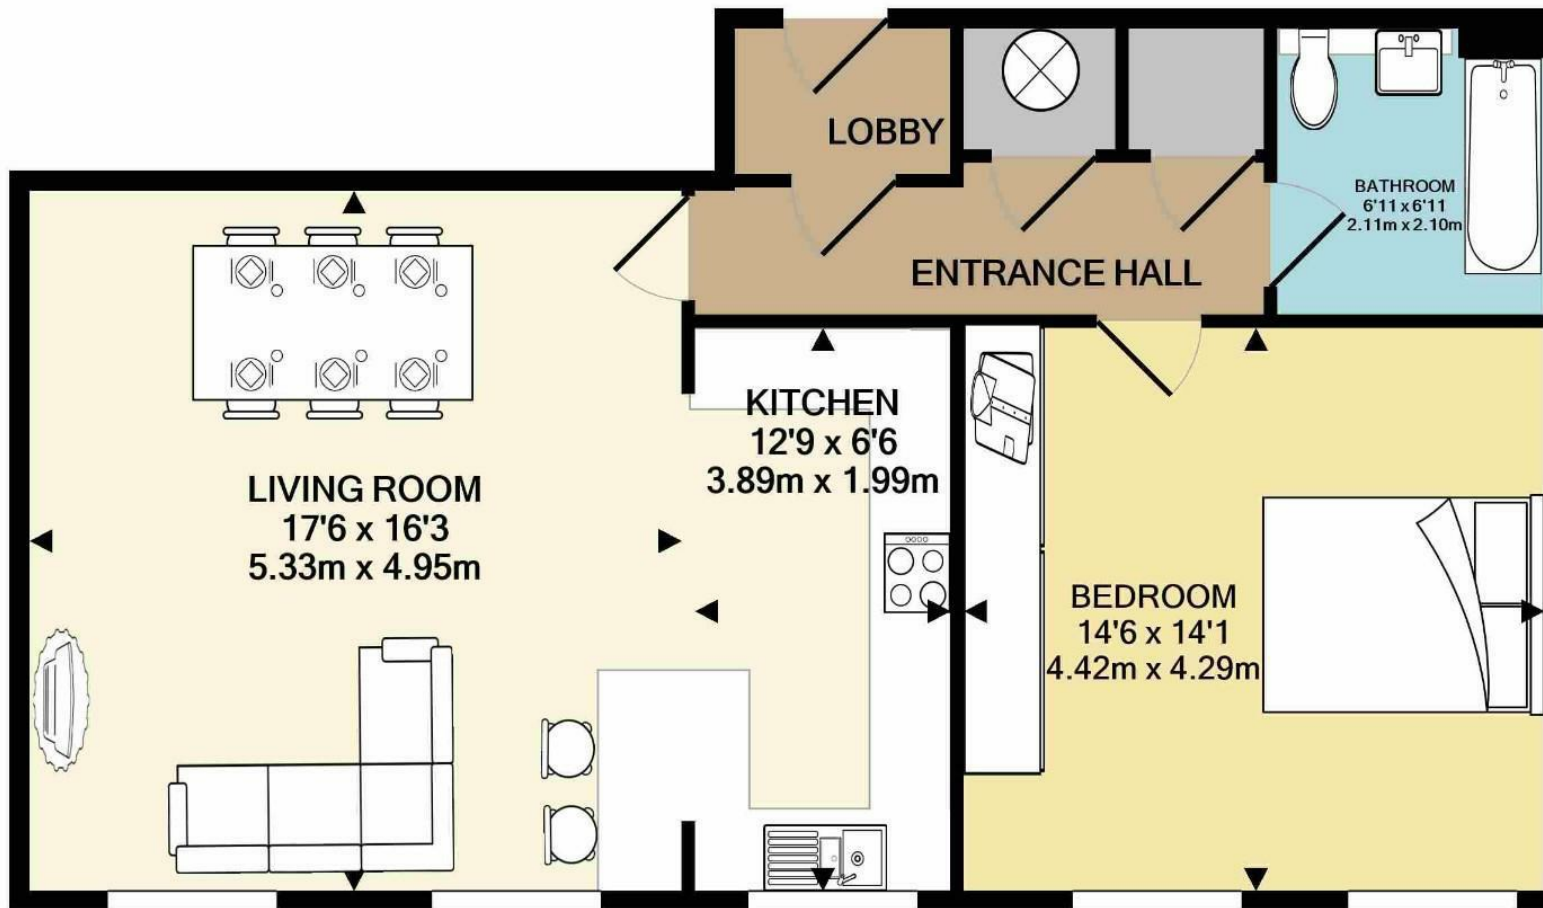 LOBBY
BATHROOM
6'11 x 6'11
2.11m x 2.10m
ENTRANCE HALL
KITCHEN
12'9 x 6'6
3.89m x 1.99m
LIVING ROOM
17'6 x 16'3
5.33m x 4.95m
BEDROOM
14'6 x 14'1
4.42m x 4.29m